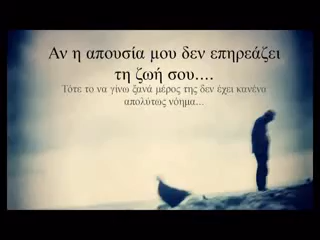 Αν η απουσία μου δεν επηρεάζει
τη ζωή σου....
Τότε το να γίνω ξανά μέρος της δεν έχει κανένα
απολύτως νόημα...